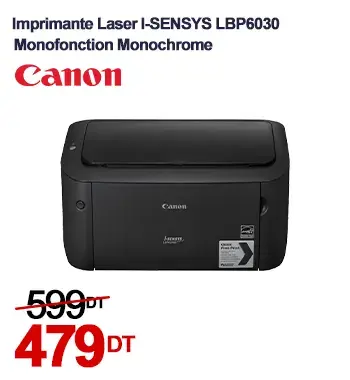 Imprimante Laser I-SENSYS LBP6030
Monofonction Monochrome
Canon
Canon
599DT
479DT